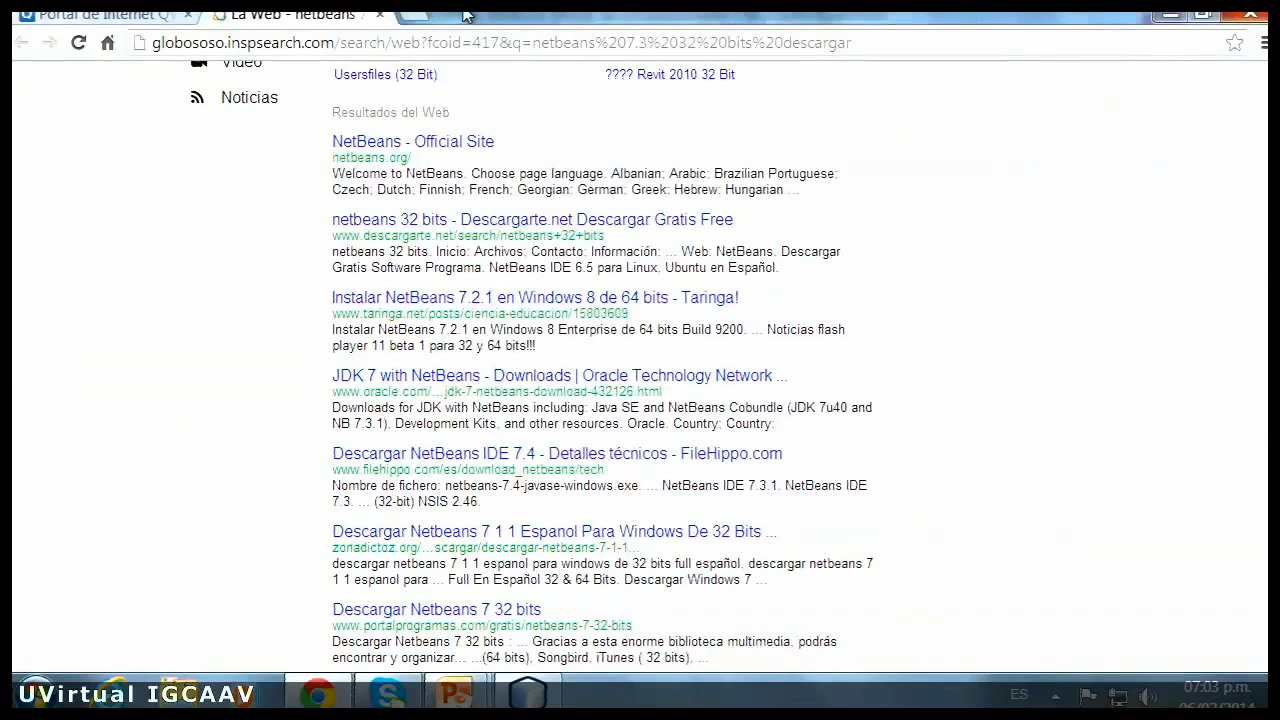 Portal de Internet Qv ×
La Web - netbeans 7 ×
globososo.inspsearch.com/search/web?fcoid=417&q=netbeans%207.3%2032%20bits%20descargar
Video
Usersfiles (32 Bit) ???? Revit 2010 32 Bit
Noticias
Resultados del Web
NetBeans - Official Site
netbeans.org/
Welcome to NetBeans. Choose page language. Albanian; Arabic; Brazilian Portuguese;
Czech; Dutch; Finnish; French; Georgian; German; Greek; Hebrew; Hungarian ...
netbeans 32 bits - Descargarte.net Descargar Gratis Free
www.descargarte.net/search/netbeans+32+bits
netbeans 32 bits. Inicio: Archivos; Contacto: Información: ... Web: NetBeans. Descargar
Gratis Software Programa. NetBeans IDE 6.5 para Linux, Ubuntu en Español.
Instalar NetBeans 7.2.1 en Windows 8 de 64 bits - Taringa!
www.taringa.net/posts/ciencia-educacion/15803609
Instalar NetBeans 7.2.1 en Windows 8 Enterprise de 64 bits Build 9200. ... Noticias flash
player 11 beta 1 para 32 y 64 bits!!!
JDK 7 with NetBeans - Downloads | Oracle Technology Network ...
www.oracle.com/...jdk-7-netbeans-download-432126.html
Downloads for JDK with NetBeans including: Java SE and NetBeans Cobundle (JDK 7u40 and
NB 7.3.1). Development Kits, and other resources. Oracle. Country; Country;
Descargar NetBeans IDE 7.4 - Detalles técnicos - FileHippo.com
www.filehippo.com/es/download_netbeans/tech
Nombre de fichero: netbeans-7.4-javase-windows.exe. ... NetBeans IDE 7.3.1. NetBeans IDE
7.3. ... (32-bit) NSIS 2.46.
Descargar Netbeans 7 1 1 Espanol Para Windows De 32 Bits ...
zonadictoz.org/...scargar/descargar-netbeans-7-1-1...
descargar netbeans 7 1 1 espanol para windows de 32 bits full español. descargar netbeans 7
1 1 espanol para ... Full En Español 32 & 64 Bits. Descargar Windows 7 ...
Descargar Netbeans 7 32 bits
www.portalprogramas.com/gratis/netbeans-7-32-bits
Descargar Netbeans 7 32 bits : ... Gracias a esta enorme biblioteca multimedia, podrás
encontrar y organizar... ...(64 bits), Songbird, iTunes ( 32 bits), ...
UVirtual IGCAAV
ES
07:03 p.m.
06/02/2014